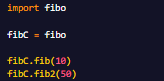 import fibo
fibC = fibo
fibC.fib(10)
fibC.fib2(50)